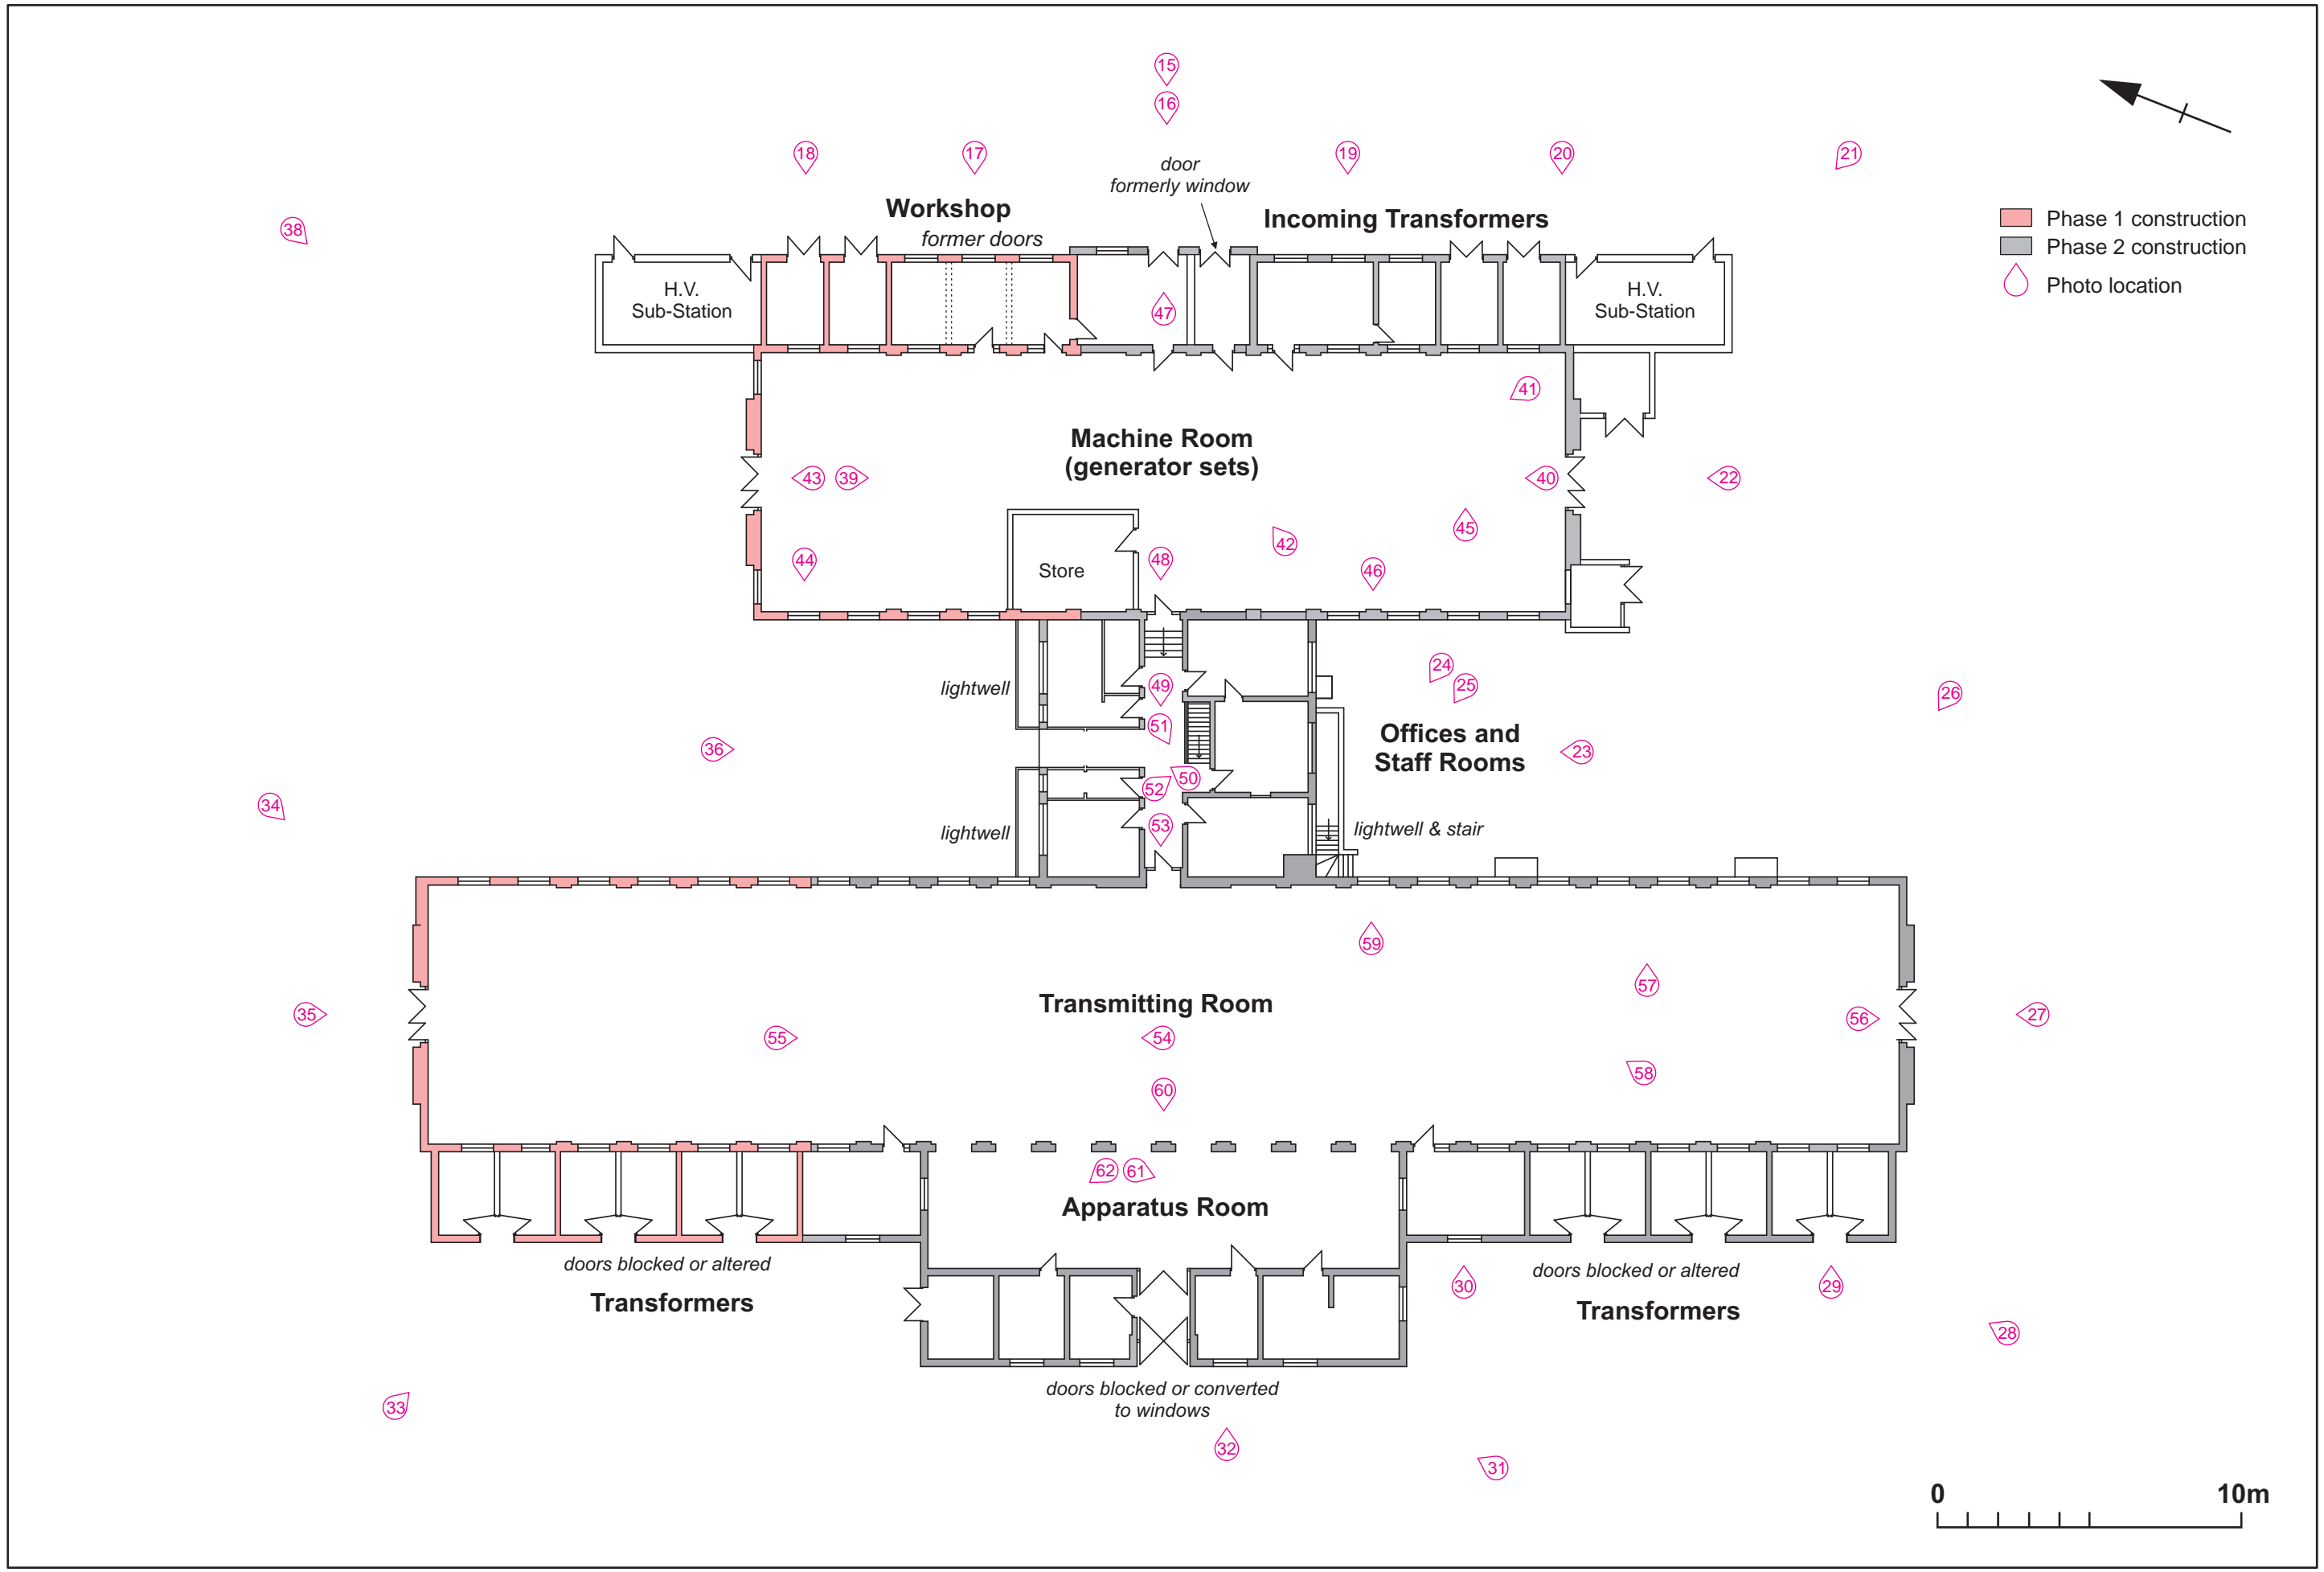 15
16
18
17
19
20
21
door
formerly window
38
Workshop
former doors
Incoming Transformers
Phase 1 construction
Phase 2 construction
Photo location
H.V.
Sub-Station
47
H.V.
Sub-Station
41
Machine Room
(generator sets)
43
39
40
22
45
42
44
Store
48
46
24
25
26
lightwell
49
51
36
Offices and
Staff Rooms
23
50
52
34
53
lightwell
lightwell & stair
59
57
Transmitting Room
35
56
27
55
54
58
60
62
61
Apparatus Room
doors blocked or altered
Transformers
doors blocked or altered
Transformers
30
29
28
doors blocked or converted
to windows
33
32
31
0
10m